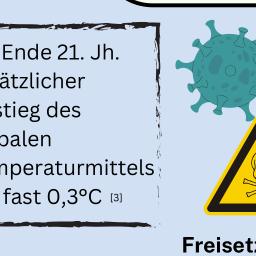 Ende 21. Jh.
ätzlicher
stieg des
balen
mperaturmittels
fast 0,3°C [3]
Freiset